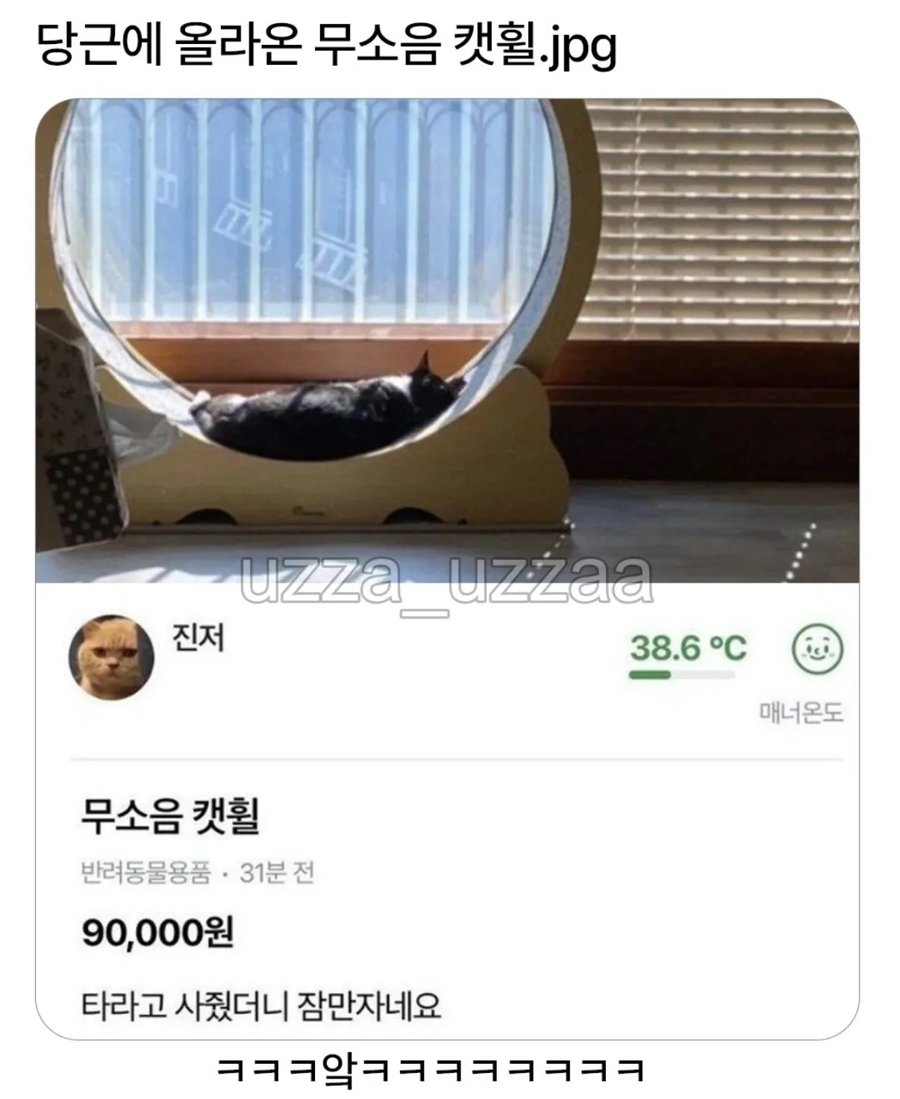 당근에 올라온 무소음 캣휠.jpg
uzza_uzzaa
진저
38.6 °C
매너온도
무소음 캣휠
반려동물용품 · 31분 전
90,000원
타라고 사줬더니 잠만자네요
ㅋㅋㅋ앜ㅋㅋㅋㅋㅋㅋㅋㅋ